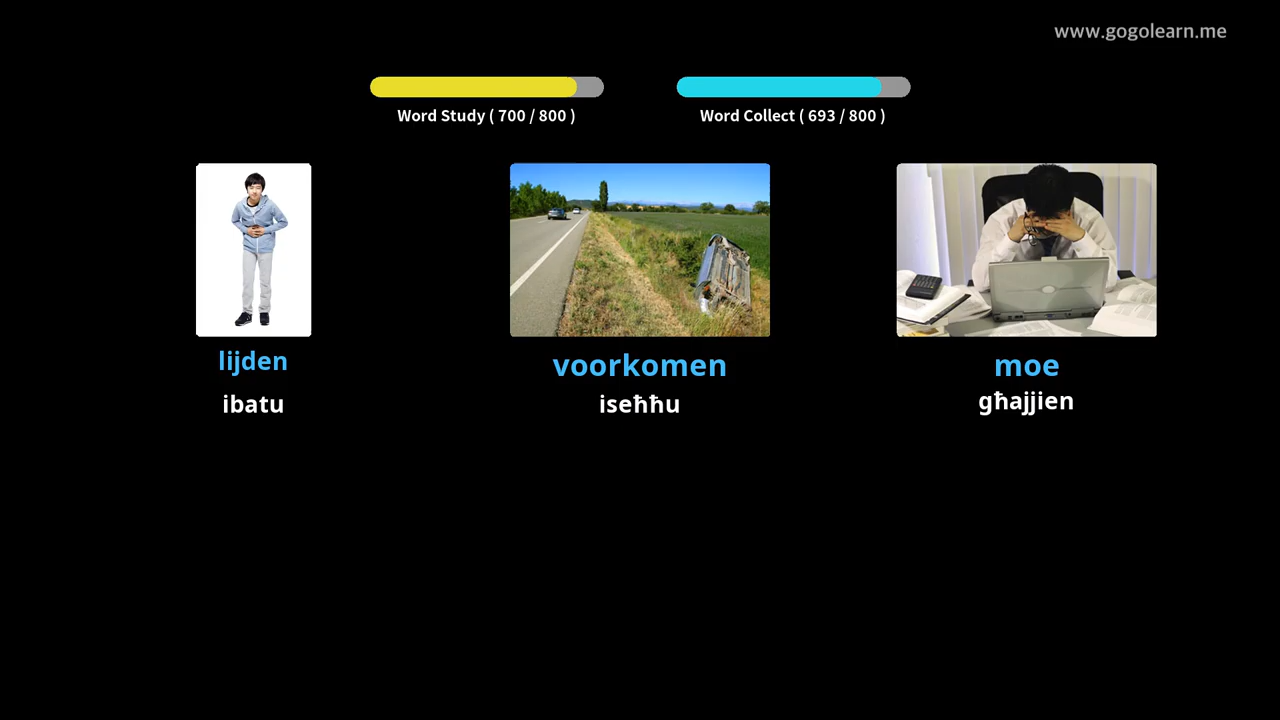 www.gogolearn.me
Word Study ( 700 / 800 )
Word Collect ( 693 / 800 )
lijden
ibatu
voorkomen
iseħħu
moe
għajjien